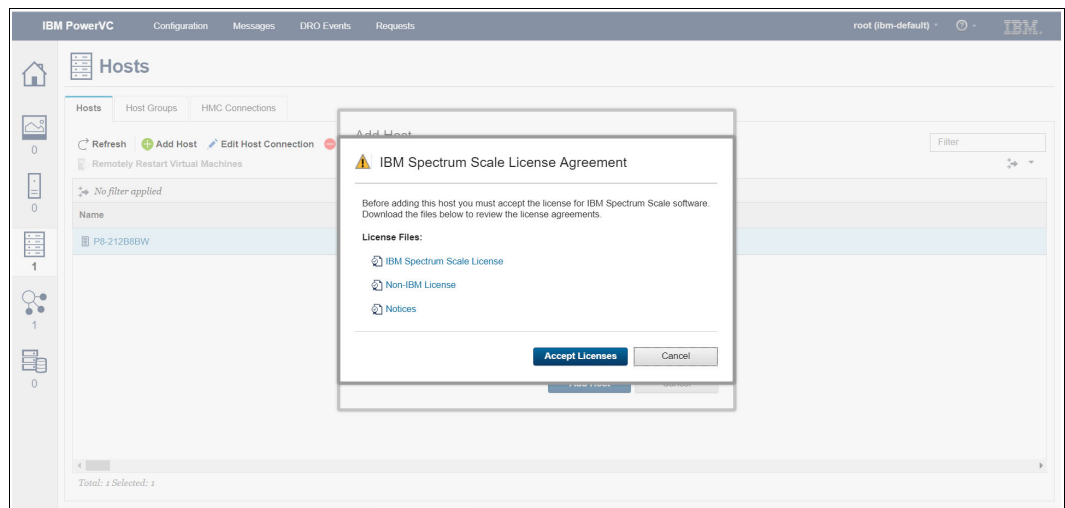 IBM PowerVC Configuration Messages DRO Events Requests root (ibm-default) IBM.
Hosts
Hosts Host Groups HMC Connections
Refresh Add Host Edit Host Connection
Filter
Remotely Restart Virtual Machines
No filter applied
Name
P8-212B8BW
0
0
1
1
0
Add Host
IBM Spectrum Scale License Agreement
Before adding this host you must accept the license for IBM Spectrum Scale software.
Download the files below to review the license agreements.
License Files:
IBM Spectrum Scale License
Non-IBM License
Notices
Accept Licenses Cancel
Add Host Cancel
Total: 1 Selected: 1